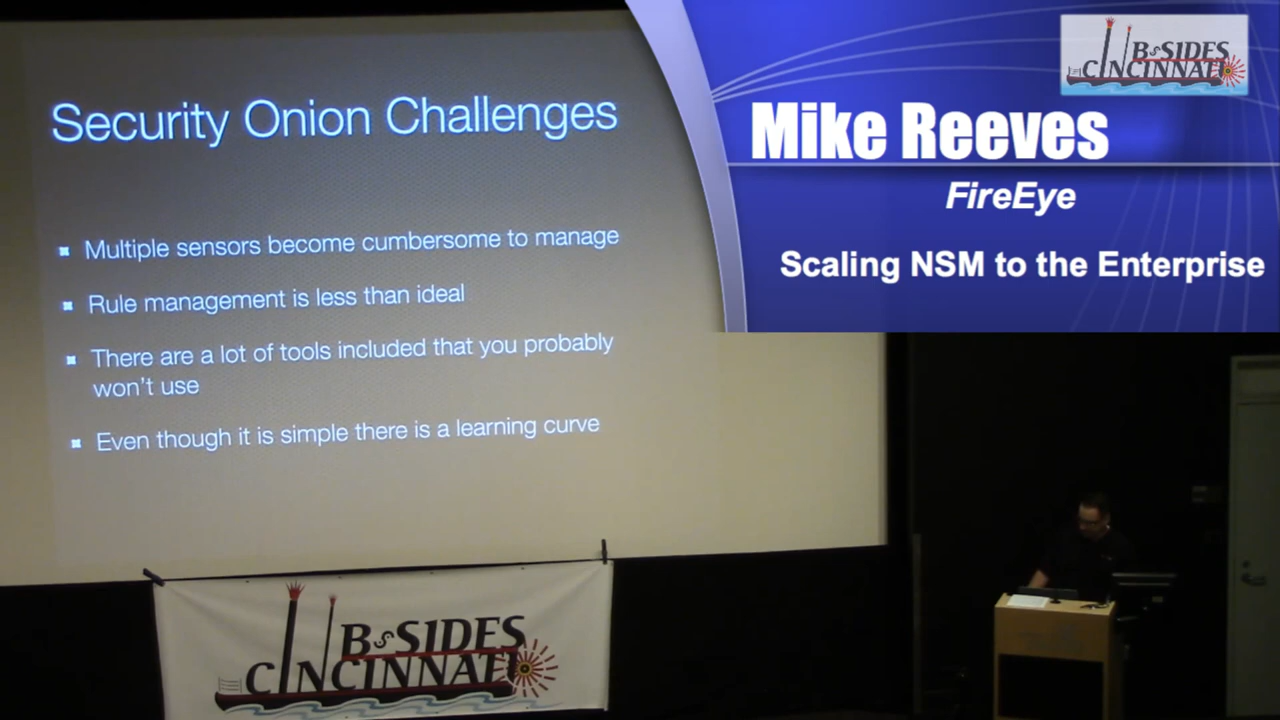 Security Onion Challenges
Multiple sensors become cumbersome to manage
Rule management is less than ideal
There are a lot of tools included that you probably
won't use
Even though it is simple there is a learning curve
BSIDES
CINCINNATI
Mike Reeves
FireEye
Scaling NSM to the Enterprise
BSIDES
CINCINNATI